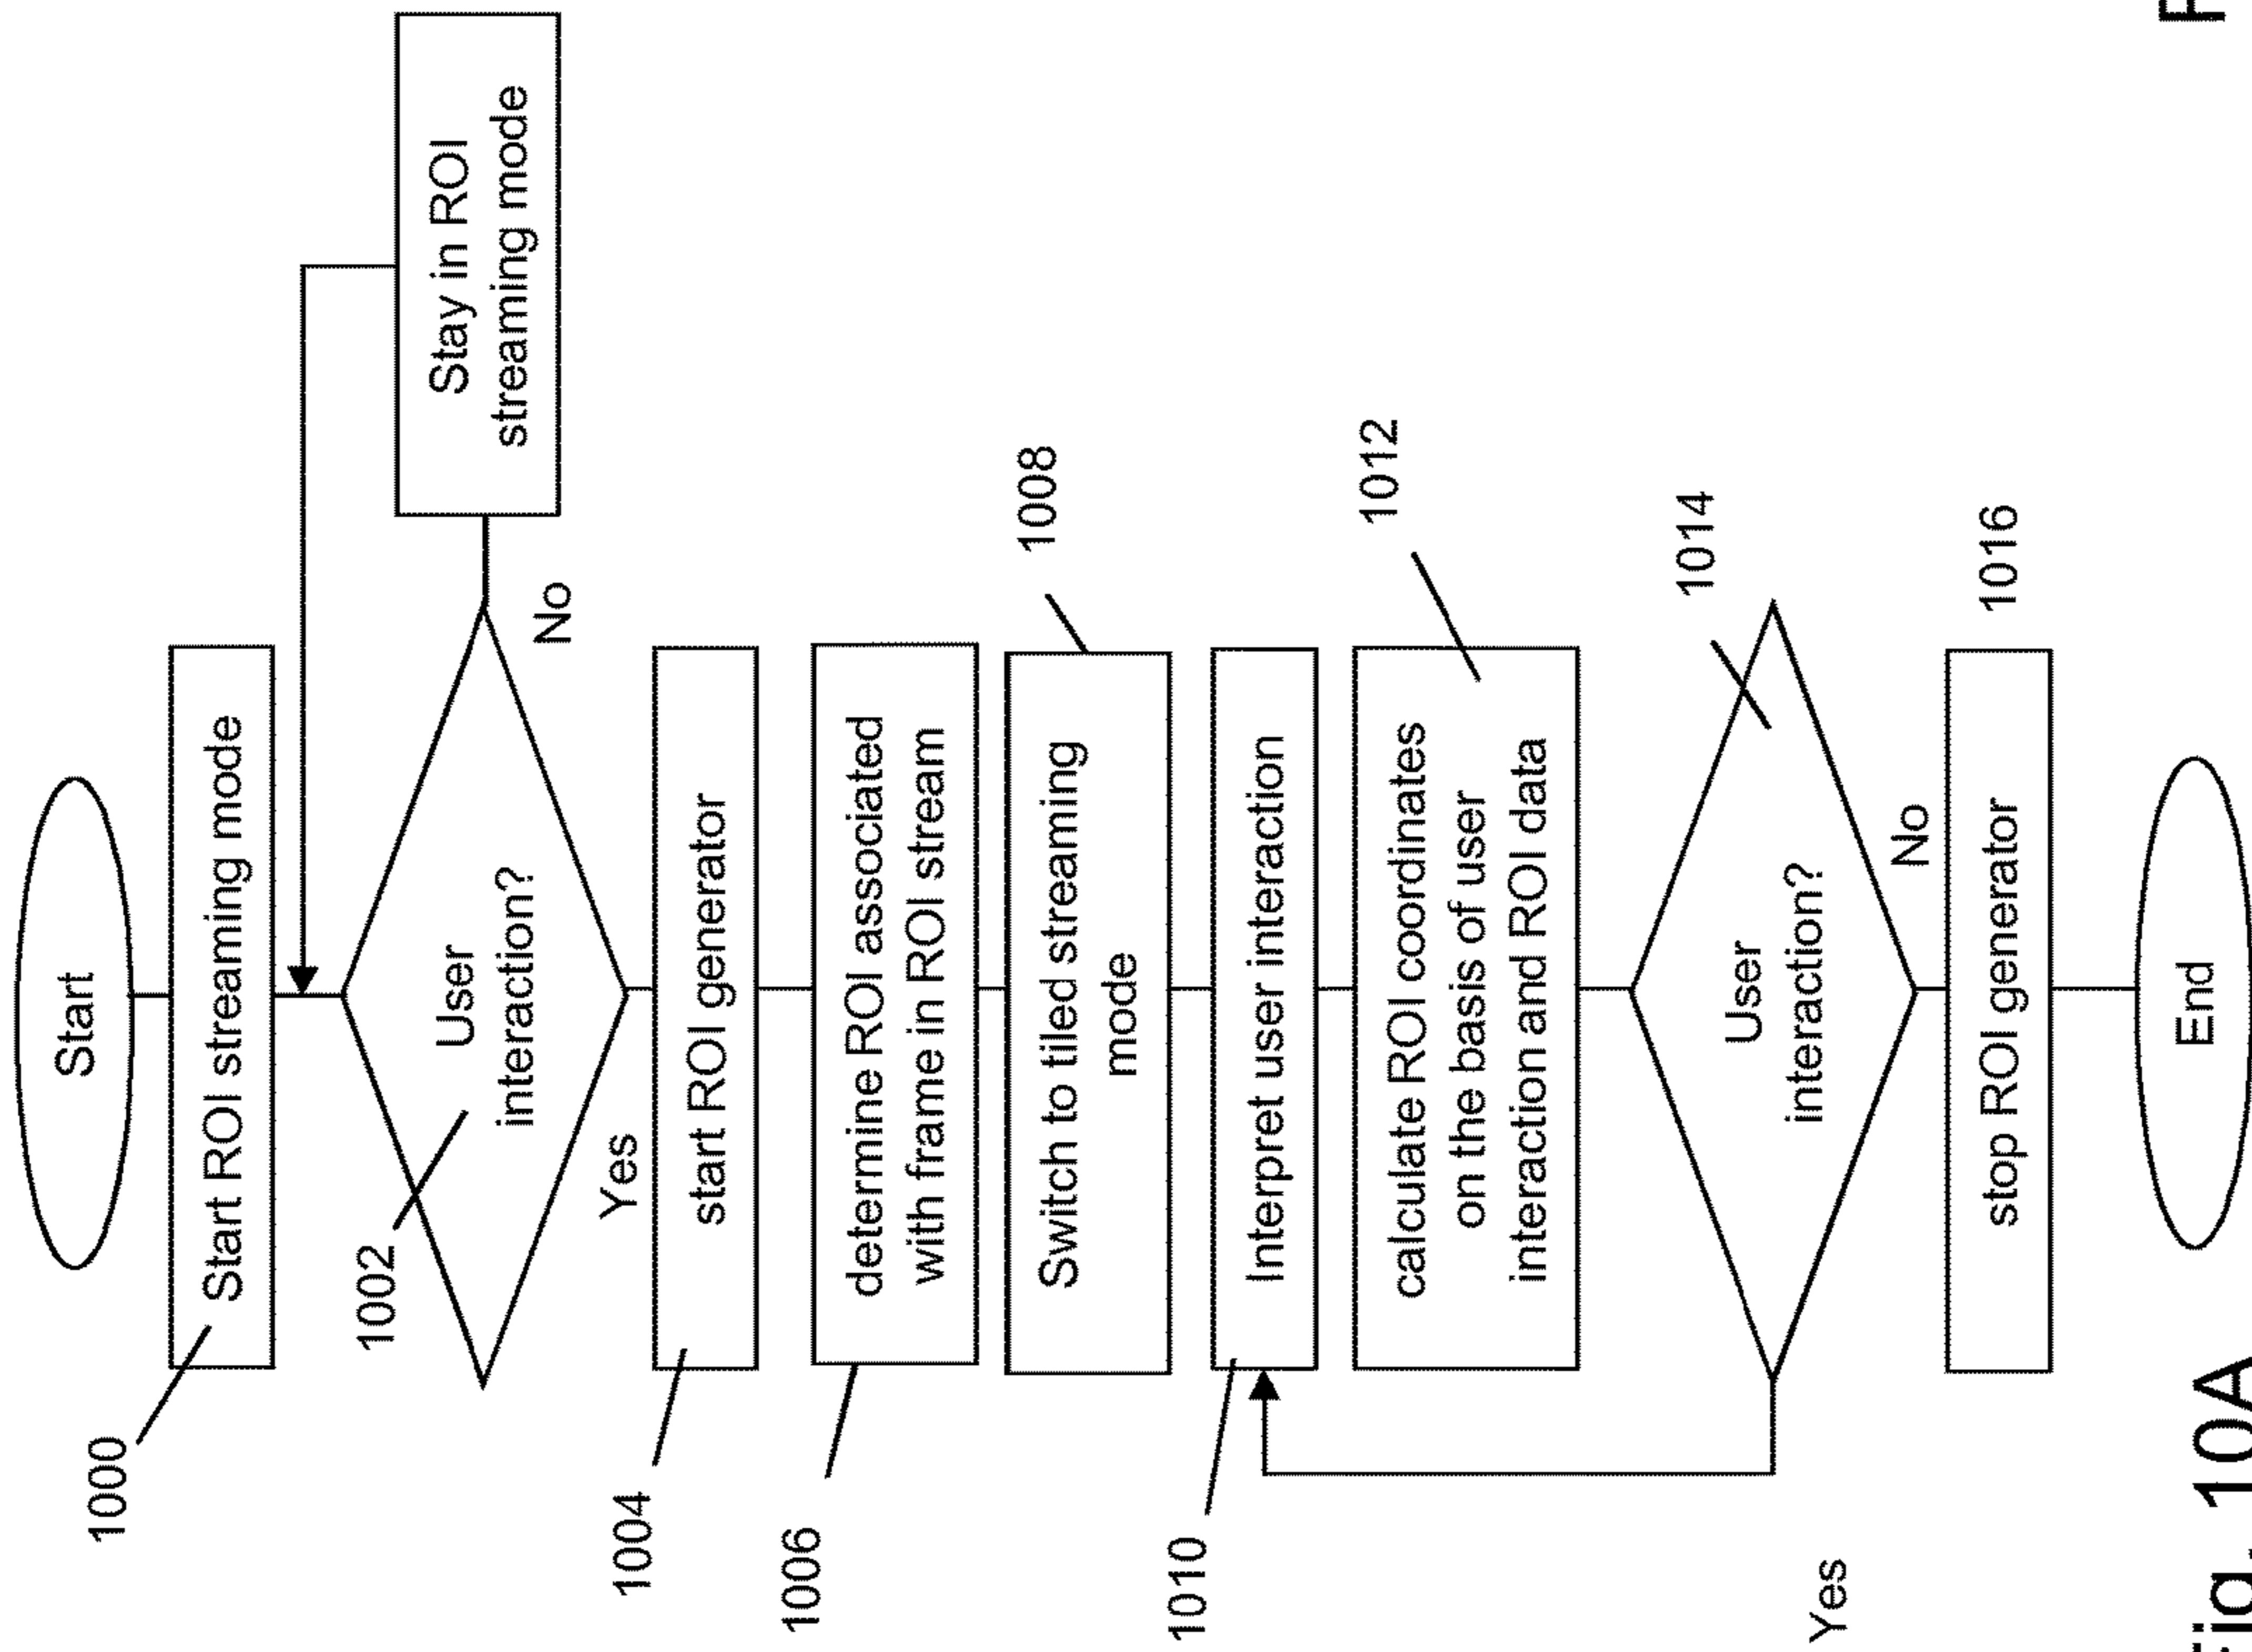 Start
1000
Start ROI streaming mode
1002
User
interaction?
No
Stay in ROI
streaming mode
Yes
1004
start ROI generator
1006
determine ROI associated
with frame in ROI stream
1008
Switch to tiled streaming
mode
1010
Interpret user interaction
1012
calculate ROI coordinates
on the basis of user
interaction and ROI data
1014
User
interaction?
Yes
No
1016
stop ROI generator
End
Fig. 10A